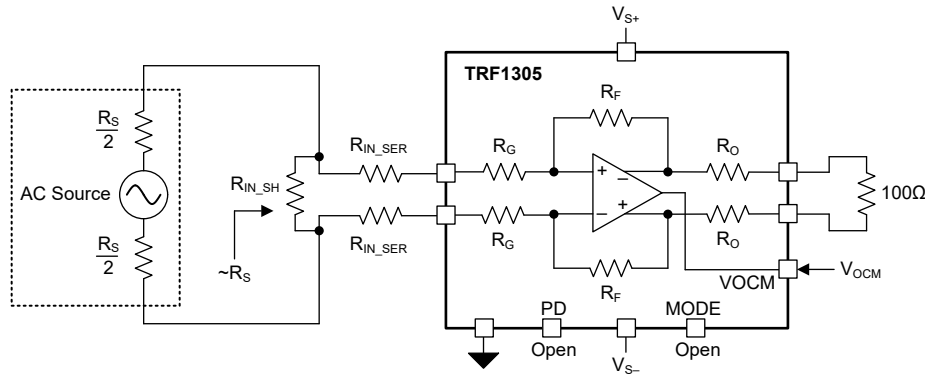 V_S+
TRF1305
R_F
R_S
2
R_IN_SER
R_G
R_O
AC Source
R_IN_SH
100Ω
R_S
2
R_IN_SER
R_G
R_O
~R_S
R_F
VOCM
V_OCM
PD
MODE
Open
Open
V_S–